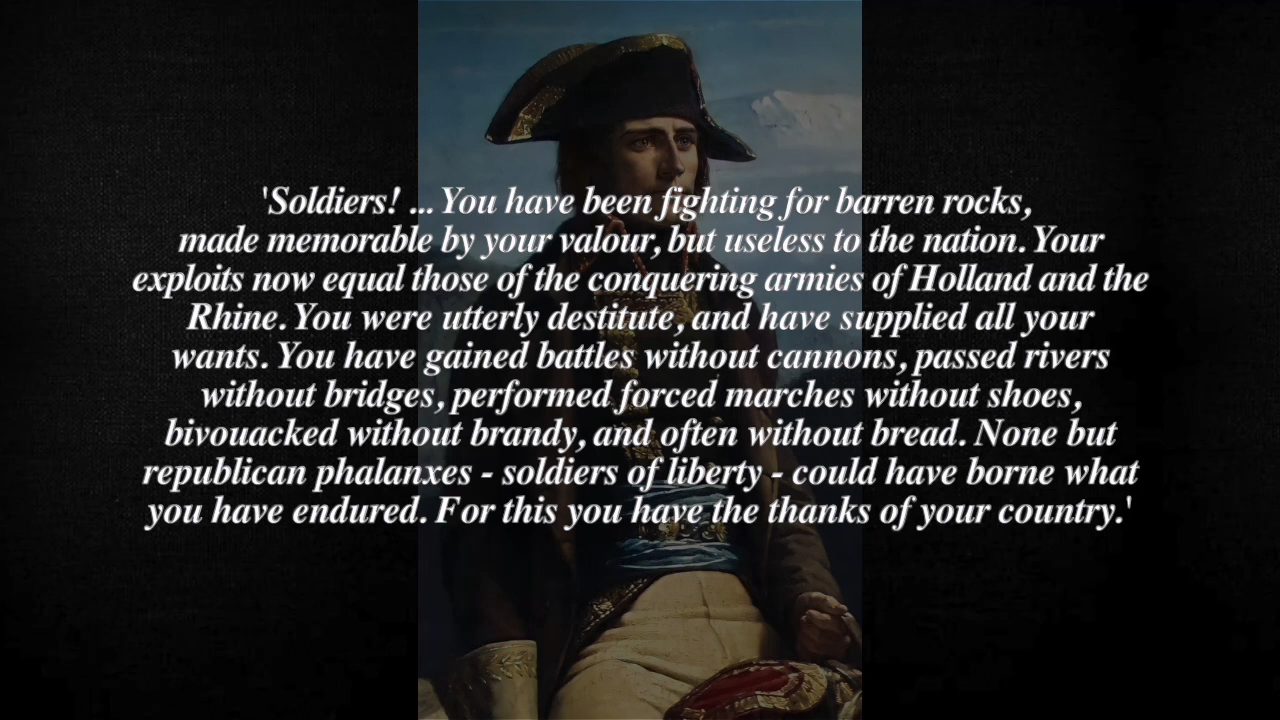 'Soldiers! ... You have been fighting for barren rocks,
made memorable by your valour, but useless to the nation. Your
exploits now equal those of the conquering armies of Holland and the
Rhine. You were utterly destitute, and have supplied all your
wants. You have gained battles without cannons, passed rivers
without bridges, performed forced marches without shoes,
bivouacked without brandy, and often without bread. None but
republican phalanxes - soldiers of liberty - could have borne what
you have endured. For this you have the thanks of your country.'